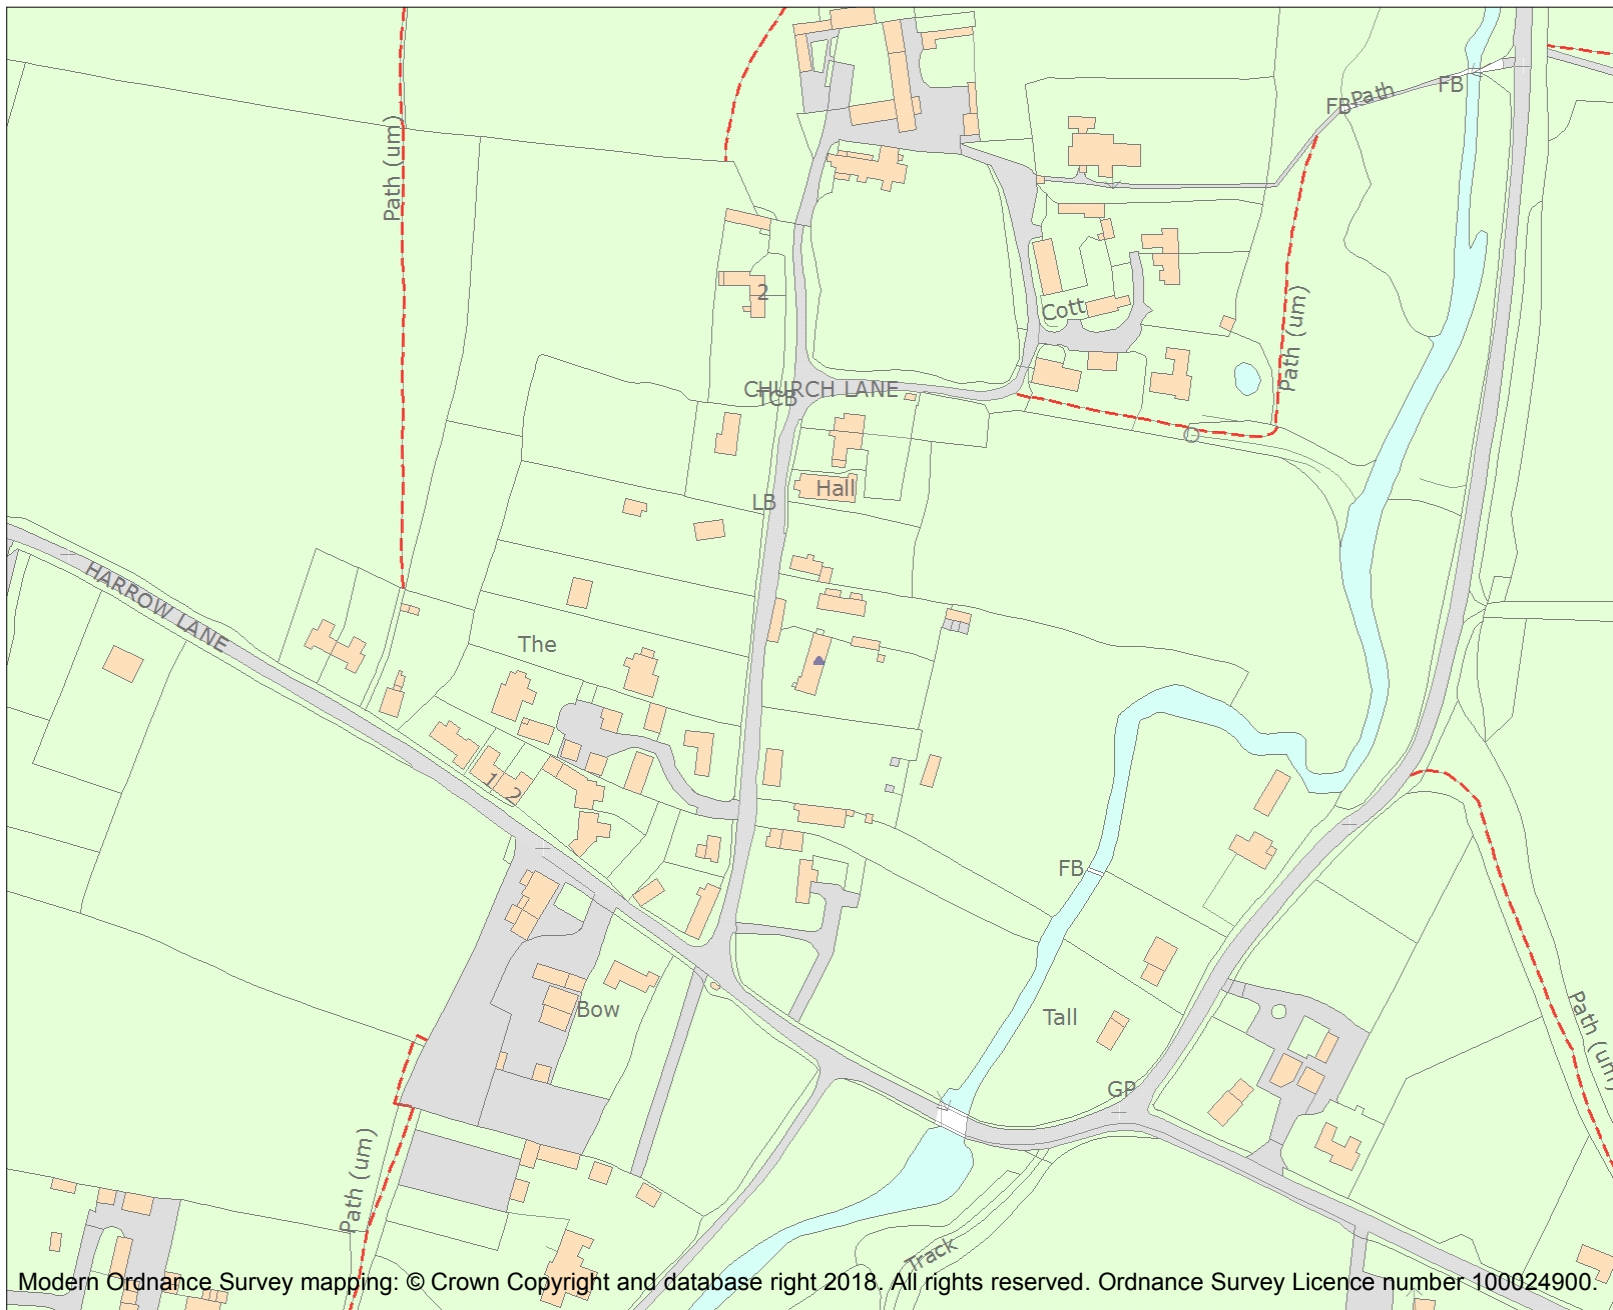 FB
FB
Path
Path (um)
2
Cott
Path (um)
CHURCH LANE
TCB
Hall
LB
HARROW LANE
The
1
2
FB
Bow
Tall
Path (um)
GP
Path (um)
Track
Modern Ordnance Survey mapping: © Crown Copyright and database right 2018. All rights reserved. Ordnance Survey Licence number 100024900.